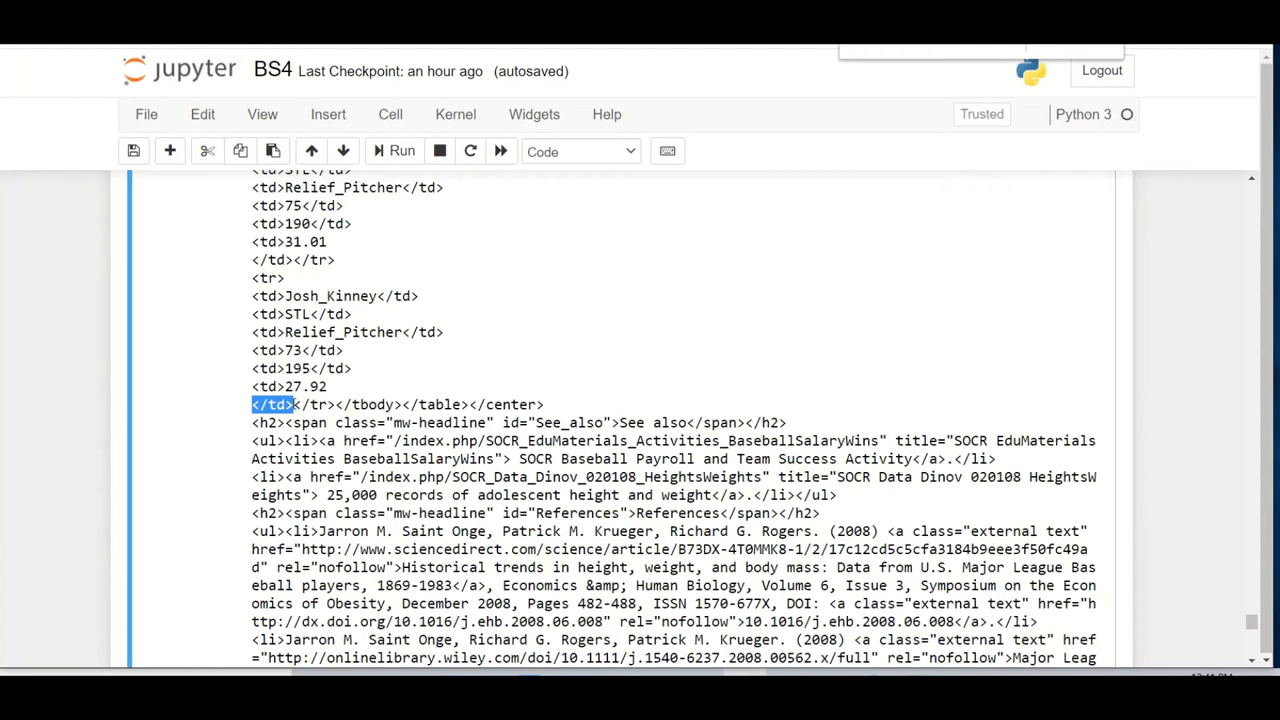 jupyter BS4 Last Checkpoint: an hour ago (autosaved)
Logout
File Edit View Insert Cell Kernel Widgets Help
Trusted Python 3
Run Code
<td>STL</td>
<td>Relief_Pitcher</td>
<td>75</td>
<td>190</td>
<td>31.01
</td></tr>
<tr>
<td>Josh_Kinney</td>
<td>STL</td>
<td>Relief_Pitcher</td>
<td>73</td>
<td>195</td>
<td>27.92
</td></tr></tbody></table></center>
<h2><span class="mw-headline" id="See_also">See also</span></h2>
<ul><li><a href="/index.php/SOCR_EduMaterials_Activities_BaseballSalaryWins" title="SOCR EduMaterials
Activities BaseballSalaryWins"> SOCR Baseball Payroll and Team Success Activity</a>.</li>
<li><a href="/index.php/SOCR_Data_Dinov_020108_HeightsWeights" title="SOCR Data Dinov 020108 HeightsW
eights"> 25,000 records of adolescent height and weight</a>.</li></ul>
<h2><span class="mw-headline" id="References">References</span></h2>
<ul><li>Jarron M. Saint Onge, Patrick M. Krueger, Richard G. Rogers. (2008) <a class="external text"
href="http://www.sciencedirect.com/science/article/B73DX-4T0MMK8-1/2/17c12cd5c5cfa3184b9eee3f50fc49a
d" rel="nofollow">Historical trends in height, weight, and body mass: Data from U.S. Major League Bas
eball players, 1869-1983</a>, Economics &amp; Human Biology, Volume 6, Issue 3, Symposium on the Econ
omics of Obesity, December 2008, Pages 482-488, ISSN 1570-677X, DOI: <a class="external text" href="h
ttp://dx.doi.org/10.1016/j.ehb.2008.06.008" rel="nofollow">10.1016/j.ehb.2008.06.008</a>.</li>
<li>Jarron M. Saint Onge, Richard G. Rogers, Patrick M. Krueger. (2008) <a class="external text" href
="http://onlinelibrary.wiley.com/doi/10.1111/j.1540-6237.2008.00562.x/full" rel="nofollow">Major Leag